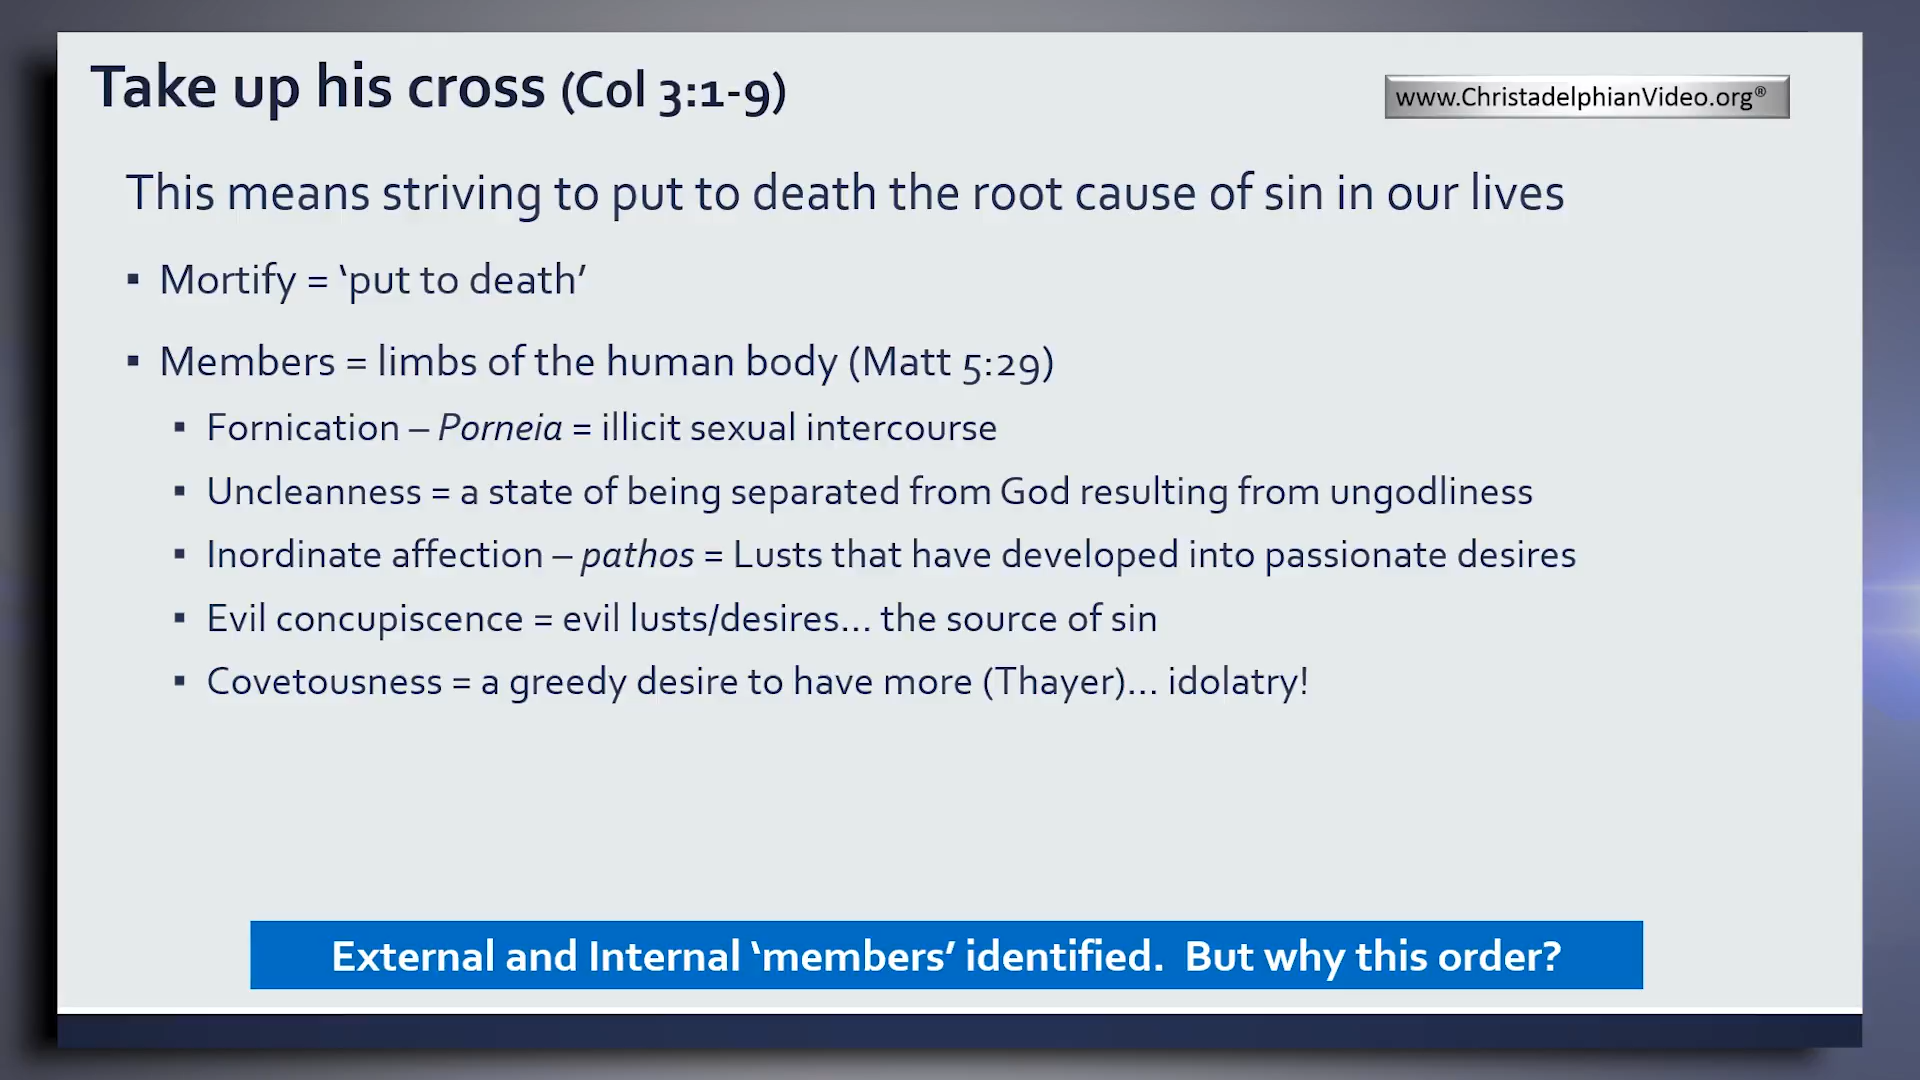 Take up his cross (Col 3:1-9)
www.ChristadelphianVideo.org®
This means striving to put to death the root cause of sin in our lives
▪ Mortify = ‘put to death’
▪ Members = limbs of the human body (Matt 5:29)
▪ Fornication – Porneia = illicit sexual intercourse
▪ Uncleanness = a state of being separated from God resulting from ungodliness
▪ Inordinate affection – pathos = Lusts that have developed into passionate desires
▪ Evil concupiscence = evil lusts/desires... the source of sin
▪ Covetousness = a greedy desire to have more (Thayer)... idolatry!
External and Internal ‘members’ identified. But why this order?